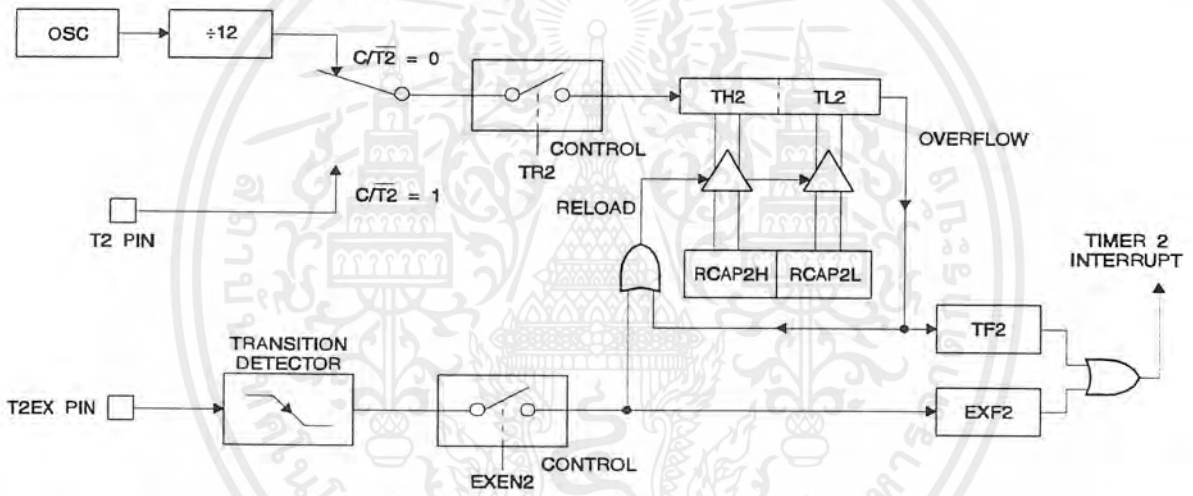 OSC
÷12
C/T2̅ = 0
TH2
TL2
OVERFLOW
CONTROL
TR2
C/T2̅ = 1
T2 PIN
RELOAD
RCAP2H
RCAP2L
TIMER 2
INTERRUPT
TF2
TRANSITION
DETECTOR
T2EX PIN
EXF2
CONTROL
EXEN2